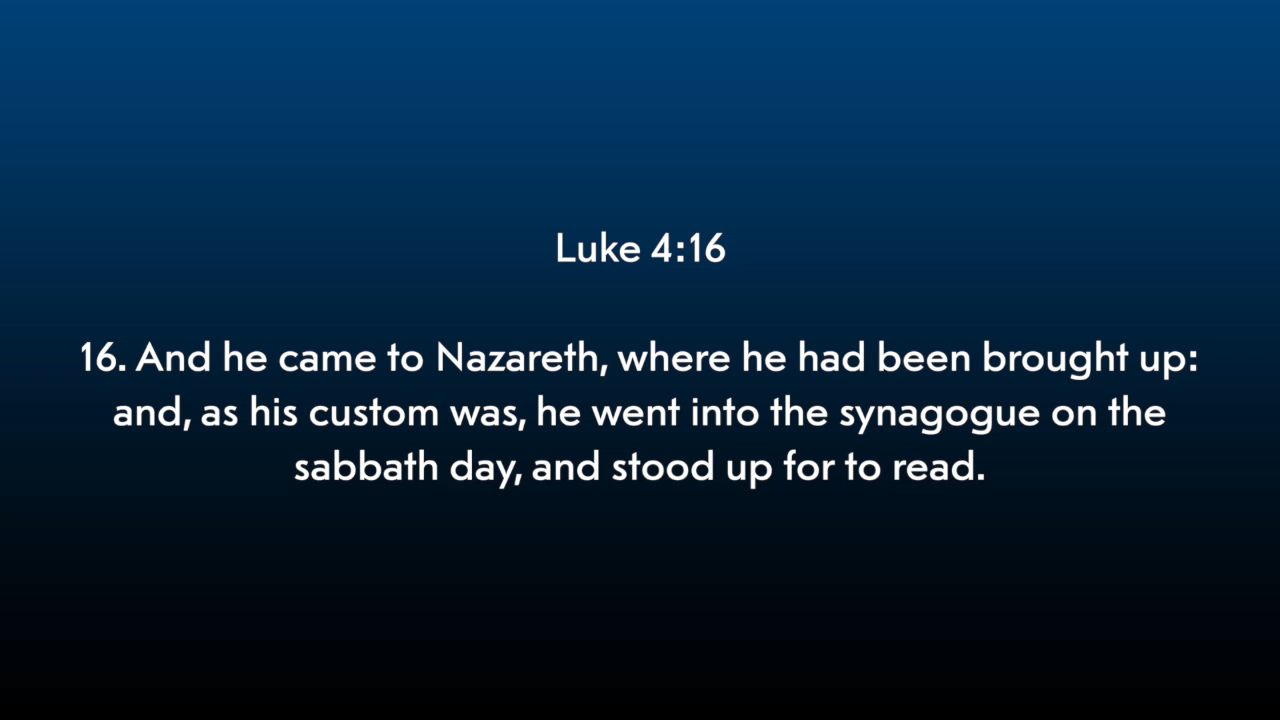 Luke 4:16
16. And he came to Nazareth, where he had been brought up:
and, as his custom was, he went into the synagogue on the
sabbath day, and stood up for to read.